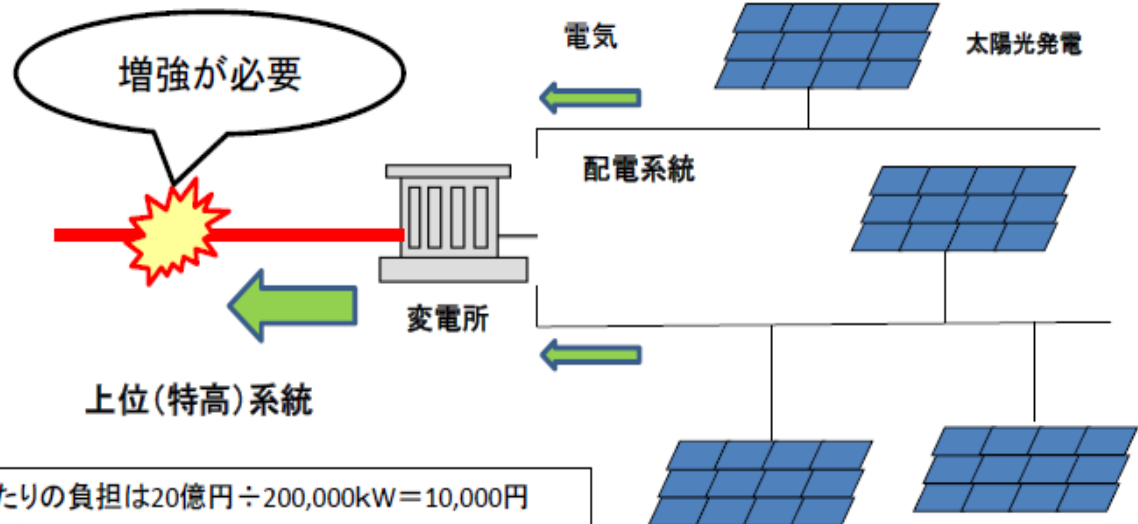 増強が必要
電気
太陽光発電
配電系統
変電所
上位(特高)系統
たりの負担は20億円÷200,000kW=10,000円